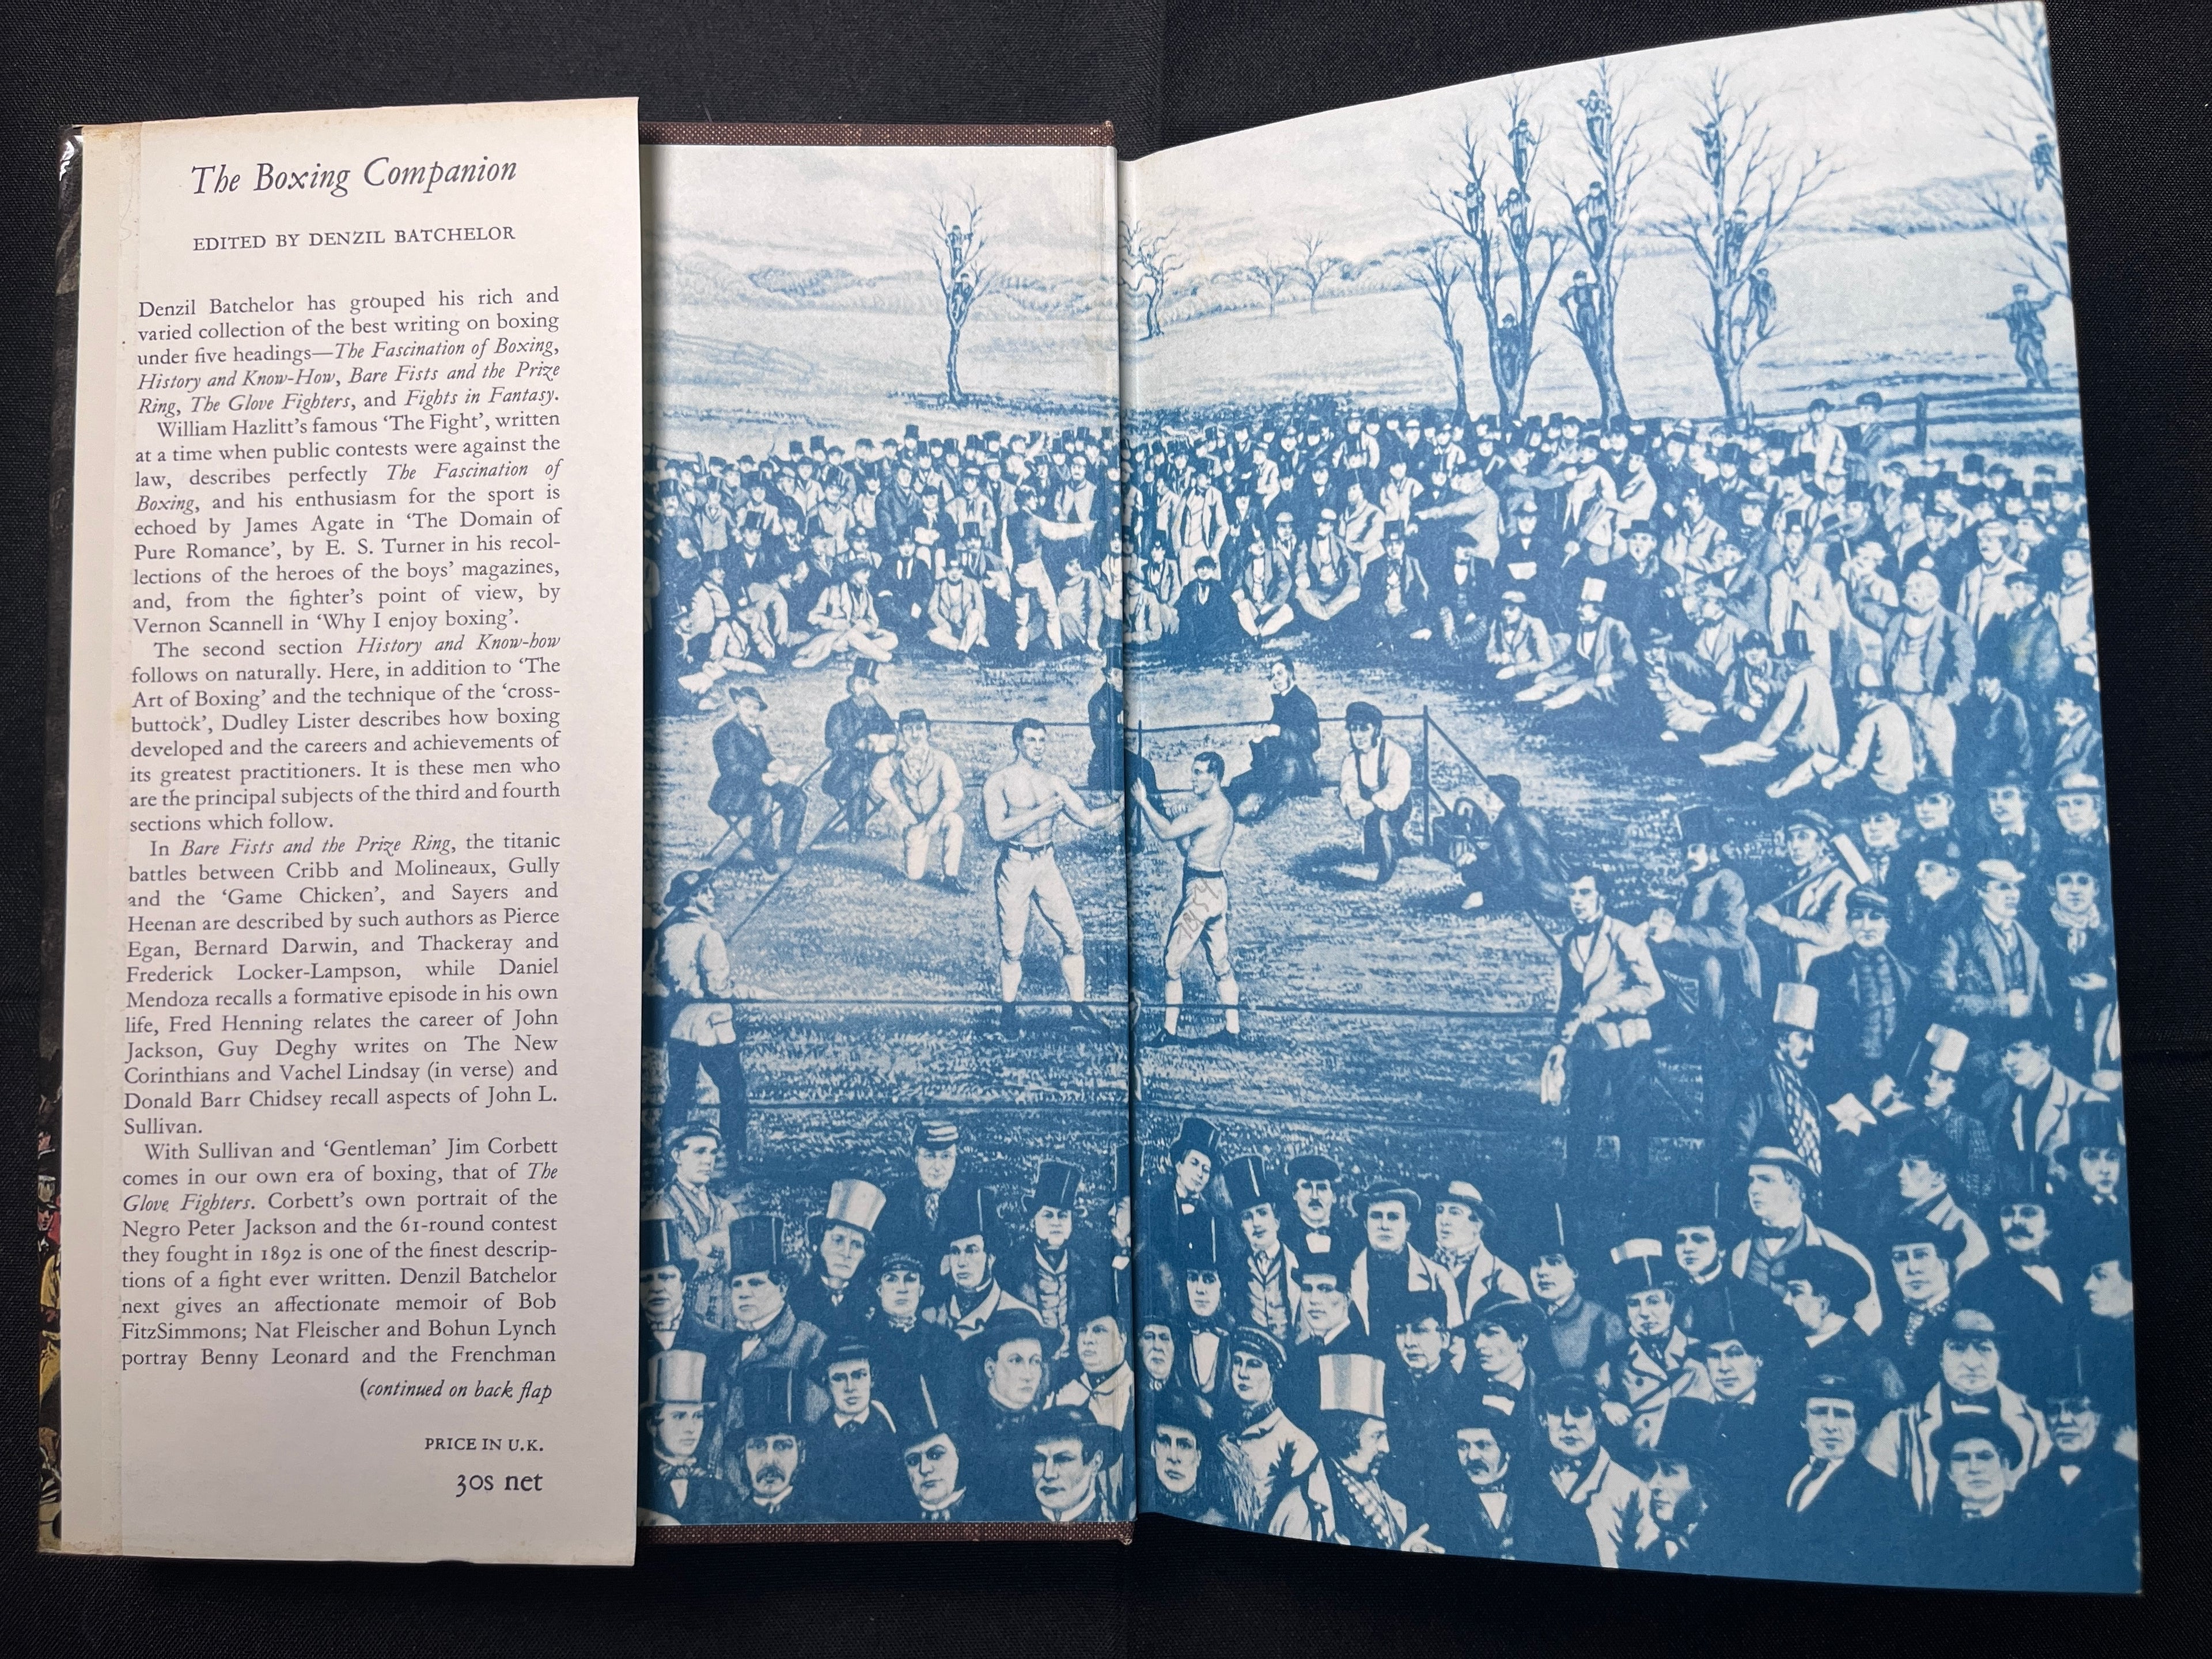 The Boxing Companion
EDITED BY DENZIL BATCHELOR
Denzil Batchelor has grouped his rich and
varied collection of the best writing on boxing
under five headings—The Fascination of Boxing,
History and Know-How, Bare Fists and the Prize
Ring, The Glove Fighters, and Fights in Fantasy.
William Hazlitt's famous ‘The Fight’, written
at a time when public contests were against the
law, describes perfectly The Fascination of
Boxing, and his enthusiasm for the sport is
echoed by James Agate in ‘The Domain of
Pure Romance’, by E. S. Turner in his recol-
lections of the heroes of the boys’ magazines,
and, from the fighter’s point of view, by
Vernon Scannell in ‘Why I enjoy boxing’.
The second section History and Know-how
follows on naturally. Here, in addition to ‘The
Art of Boxing’ and the technique of the ‘cross-
buttock’, Dudley Lister describes how boxing
developed and the careers and achievements of
its greatest practitioners. It is these men who
are the principal subjects of the third and fourth
sections which follow.
In Bare Fists and the Prize Ring, the titanic
battles between Cribb and Molineaux, Gully
and the ‘Game Chicken’, and Sayers and
Heenan are described by such authors as Pierce
Egan, Bernard Darwin, and Thackeray and
Frederick Locker-Lampson, while Daniel
Mendoza recalls a formative episode in his own
life, Fred Henning relates the career of John
Jackson, Guy Deghy writes on The New
Corinthians and Vachel Lindsay (in verse) and
Donald Barr Chidsey recall aspects of John L.
Sullivan.
With Sullivan and ‘Gentleman’ Jim Corbett
comes in our own era of boxing, that of The
Glove Fighters. Corbett’s own portrait of the
Negro Peter Jackson and the 61-round contest
they fought in 1892 is one of the finest descrip-
tions of a fight ever written. Denzil Batchelor
next gives an affectionate memoir of Bob
FitzSimmons; Nat Fleischer and Bohun Lynch
portray Benny Leonard and the Frenchman
(continued on back flap
PRICE IN U.K.
30s net